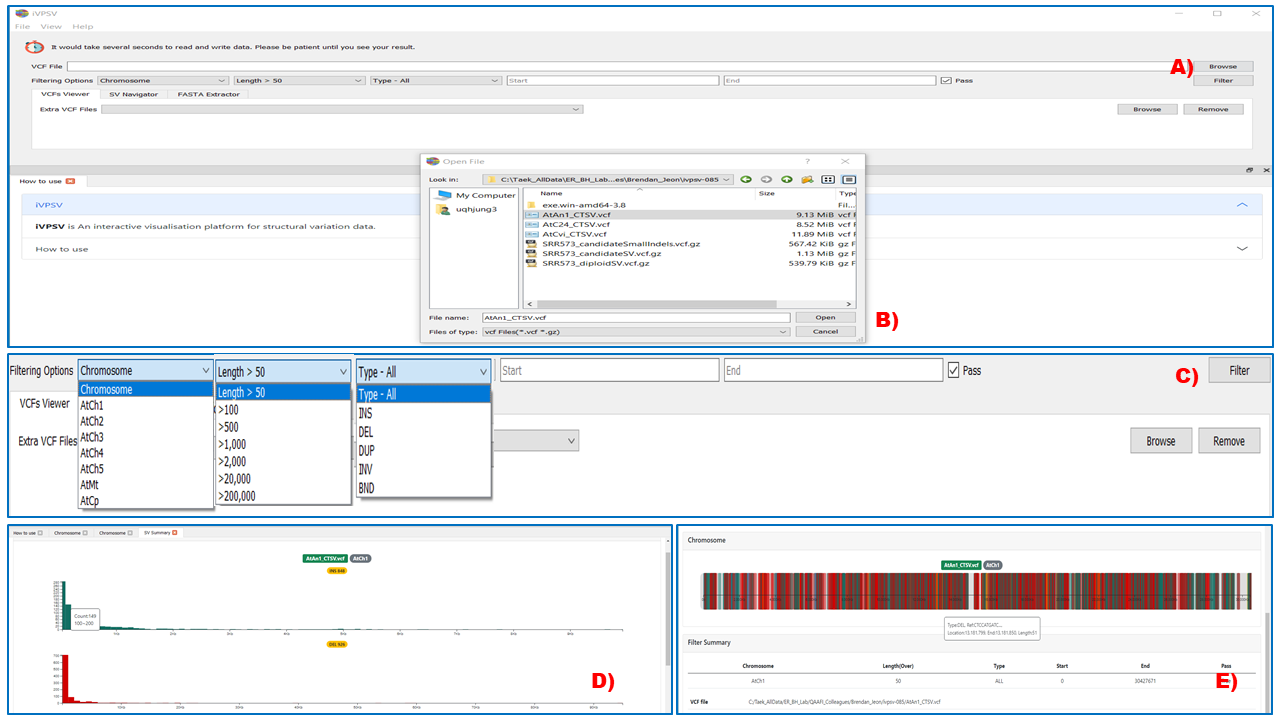 iVPSV
File View Help
It would take several seconds to read and write data. Please be patient until you see your result.
VCF File
A)
Browse
Filtering Options Chromosome Length > 50 Type - All Start End Pass Filter
VCFs Viewer SV Navigator FASTA Extractor
Extra VCF Files Browse Remove
How to use
iVPSV
iVPSV is An interactive visualisation platform for structural variation data.
How to use
Open File
Look in: C:\Taek_AllData\ER_BH_Lab...es\Brendan_Jeon\ivpsv-085
My Computer
uqhjung3
Name Size Type
exe.win-amd64-3.8 Fil...
AtAn1_CTSV.vcf 9.13 MiB vcf F
AtC24_CTSV.vcf 8.52 MiB vcf F
AtCvi_CTSV.vcf 11.89 MiB vcf F
SRR573_candidateSmallIndels.vcf.gz 567.42 KiB gz F
SRR573_candidateSV.vcf.gz 1.13 MiB gz F
SRR573_diploidSV.vcf.gz 539.79 KiB gz F
File name: AtAn1_CTSV.vcf Open
Files of type: vcf Files(*.vcf *.gz) Cancel
B)
Filtering Options Chromosome Length > 50 Type - All Start End Pass C) Filter
VCFs Viewer
Extra VCF Files
Chromosome
AtCh1
AtCh2
AtCh3
AtCh4
AtCh5
AtMt
AtCp
Length > 50
>100
>500
>1,000
>2,000
>20,000
>200,000
Type - All
INS
DEL
DUP
INV
BND
Browse Remove
How to use Chromosome Chromosome SV Summary
AtAn1_CTSV.vcf AtCh1
Count:149
100~200
D)
Chromosome
AtAn1_CTSV.vcf AtCh1
Type:DEL, Ref:CTCCATGATC...
Location:13,181,799, End:13,181,850, Length:51
Filter Summary
Chromosome Length(Over) Type Start End Pass
AtCh1 50 ALL 0 30427671
E)
VCF file C:/Taek_AllData/ER_BH_Lab/QAAFI_Colleagues/Brendan_Jeon/ivpsv-085/AtAn1_CTSV.vcf